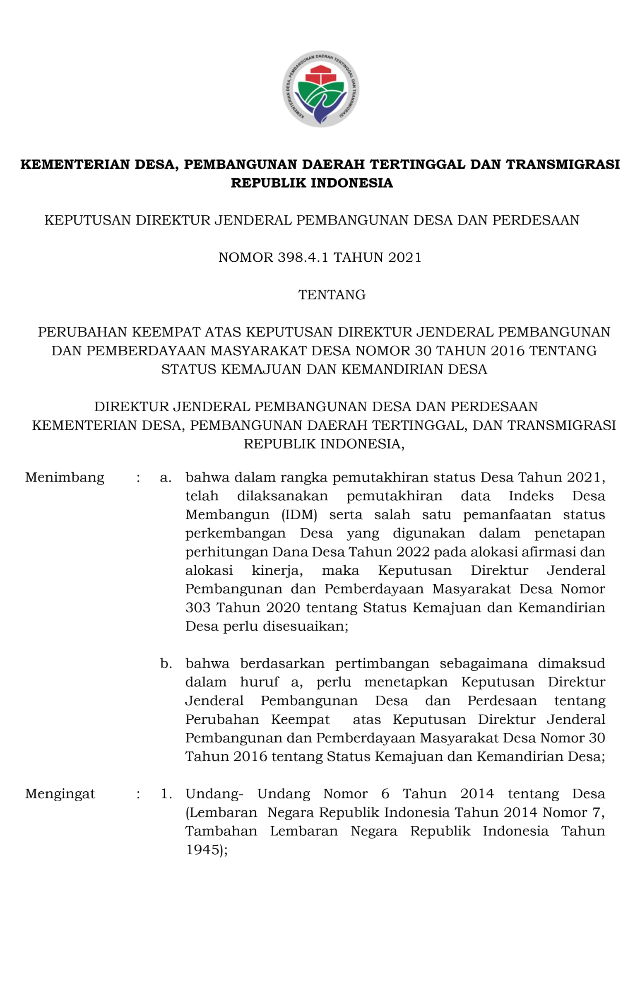 KEMENTERIAN DESA, PEMBANGUNAN DAERAH TERTINGGAL DAN TRANSMIGRASI
KEMENTERIAN DESA, PEMBANGUNAN DAERAH TERTINGGAL DAN TRANSMIGRASI
REPUBLIK INDONESIA
KEPUTUSAN DIREKTUR JENDERAL PEMBANGUNAN DESA DAN PERDESAAN
NOMOR 398.4.1 TAHUN 2021
TENTANG
PERUBAHAN KEEMPAT ATAS KEPUTUSAN DIREKTUR JENDERAL PEMBANGUNAN
DAN PEMBERDAYAAN MASYARAKAT DESA NOMOR 30 TAHUN 2016 TENTANG
STATUS KEMAJUAN DAN KEMANDIRIAN DESA
DIREKTUR JENDERAL PEMBANGUNAN DESA DAN PERDESAAN
KEMENTERIAN DESA, PEMBANGUNAN DAERAH TERTINGGAL, DAN TRANSMIGRASI
REPUBLIK INDONESIA,
Menimbang : a. bahwa dalam rangka pemutakhiran status Desa Tahun 2021,
telah dilaksanakan pemutakhiran data Indeks Desa
Membangun (IDM) serta salah satu pemanfaatan status
perkembangan Desa yang digunakan dalam penetapan
perhitungan Dana Desa Tahun 2022 pada alokasi afirmasi dan
alokasi kinerja, maka Keputusan Direktur Jenderal
Pembangunan dan Pemberdayaan Masyarakat Desa Nomor
303 Tahun 2020 tentang Status Kemajuan dan Kemandirian
Desa perlu disesuaikan;
b. bahwa berdasarkan pertimbangan sebagaimana dimaksud
dalam huruf a, perlu menetapkan Keputusan Direktur
Jenderal Pembangunan Desa dan Perdesaan tentang
Perubahan Keempat atas Keputusan Direktur Jenderal
Pembangunan dan Pemberdayaan Masyarakat Desa Nomor 30
Tahun 2016 tentang Status Kemajuan dan Kemandirian Desa;
Mengingat : 1. Undang- Undang Nomor 6 Tahun 2014 tentang Desa
(Lembaran Negara Republik Indonesia Tahun 2014 Nomor 7,
Tambahan Lembaran Negara Republik Indonesia Tahun
1945);